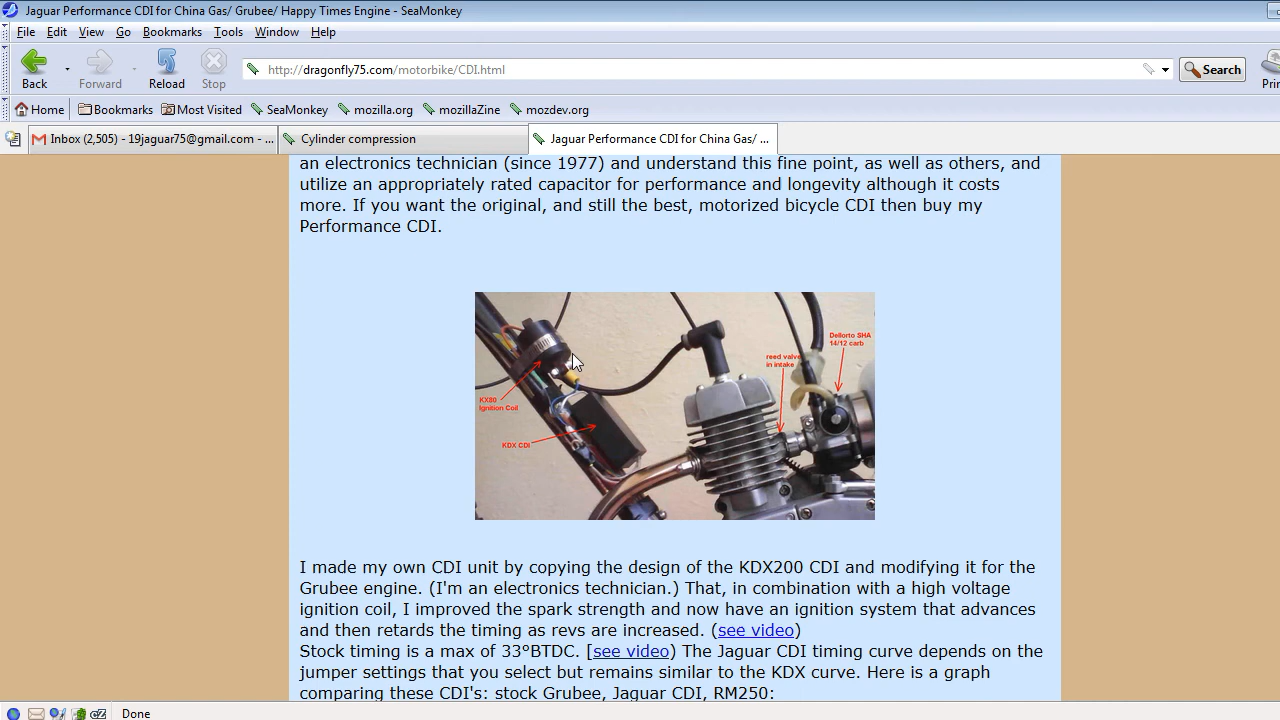 Jaguar Performance CDI for China Gas/ Grubee/ Happy Times Engine - SeaMonkey
File Edit View Go Bookmarks Tools Window Help
http://dragonfly75.com/motorbike/CDI.html
Search
Back Forward Reload Stop
Home Bookmarks Most Visited SeaMonkey mozilla.org mozillaZine mozdev.org
Inbox (2,505) - 19jaguar75@gmail.com - ... Cylinder compression Jaguar Performance CDI for China Gas/ ...
an electronics technician (since 1977) and understand this fine point, as well as others, and
utilize an appropriately rated capacitor for performance and longevity although it costs
more. If you want the original, and still the best, motorized bicycle CDI then buy my
Performance CDI.
Dellorto SHA
14/12 carb
reed valve
in intake
KX80
Ignition Coil
KDX CDI
I made my own CDI unit by copying the design of the KDX200 CDI and modifying it for the
Grubee engine. (I'm an electronics technician.) That, in combination with a high voltage
ignition coil, I improved the spark strength and now have an ignition system that advances
and then retards the timing as revs are increased. (see video)
Stock timing is a max of 33°BTDC. [see video) The Jaguar CDI timing curve depends on the
jumper settings that you select but remains similar to the KDX curve. Here is a graph
comparing these CDI's: stock Grubee, Jaguar CDI, RM250:
Done